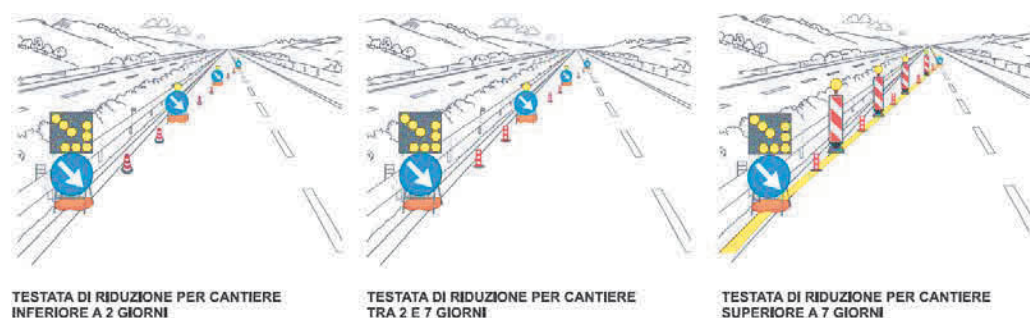 TESTATA DI RIDUZIONE PER CANTIERE
INFERIORE A 2 GIORNI
TESTATA DI RIDUZIONE PER CANTIERE
TRA 2 E 7 GIORNI
TESTATA DI RIDUZIONE PER CANTIERE
SUPERIORE A 7 GIORNI